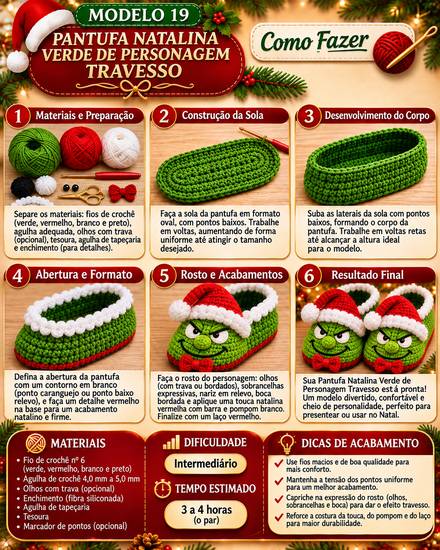 MODELO 19
PANTUFA NATALINA
VERDE DE PERSONAGEM
TRAVESSO
Como Fazer
1 Materiais e Preparação
Separe os materiais: fios de crochê
(verde, vermelho, branco e preto),
agulha adequada, olhos com trava
(opcional), tesoura, agulha de tapeçaria
e enchimento (para detalhes).
2 Construção da Sola
Faça a sola da pantufa em formato
oval, com pontos baixos. Trabalhe
em voltas, aumentando de forma
uniforme até atingir o tamanho
desejado.
3 Desenvolvimento do Corpo
Suba as laterais da sola com pontos
baixos, formando o corpo da
pantufa. Trabalhe em voltas retas
até alcançar a altura ideal
para o modelo.
4 Abertura e Formato
Defina a abertura da pantufa
com um contorno em branco
(ponto caranguejo ou ponto baixo
relevo), e faça um detalhe vermelho
na base para um acabamento
natalino e firme.
5 Rosto e Acabamentos
Faça o rosto do personagem: olhos
(com trava ou bordados), sobrancelhas
expressivas, nariz em relevo, boca
bordada e aplique uma touca natalina
vermelha com barra e pompom branco.
Finalize com um laço vermelho.
6 Resultado Final
Sua Pantufa Natalina Verde de
Personagem Travesso está pronta!
Um modelo divertido, confortável e
cheio de personalidade, perfeito para
presentear ou usar no Natal.
MATERIAIS
• Fio de crochê nº 6
(verde, vermelho, branco e preto)
• Agulha de crochê 4,0 mm a 5,0 mm
• Olhos com trava (opcional)
• Enchimento (fibra siliconada)
• Agulha de tapeçaria
• Tesoura
• Marcador de pontos (opcional)
DIFICULDADE
Intermediário
TEMPO ESTIMADO
3 a 4 horas
(o par)
DICAS DE ACABAMENTO
✓ Use fios macios e de boa qualidade para
mais conforto.
✓ Mantenha a tensão dos pontos uniforme
para um melhor acabamento.
✓ Capriche na expressão do rosto (olhos,
sobrancelhas e boca) para dar o efeito travesso.
✓ Reforce a costura da touca, do pompom e do laço
para maior durabilidade.